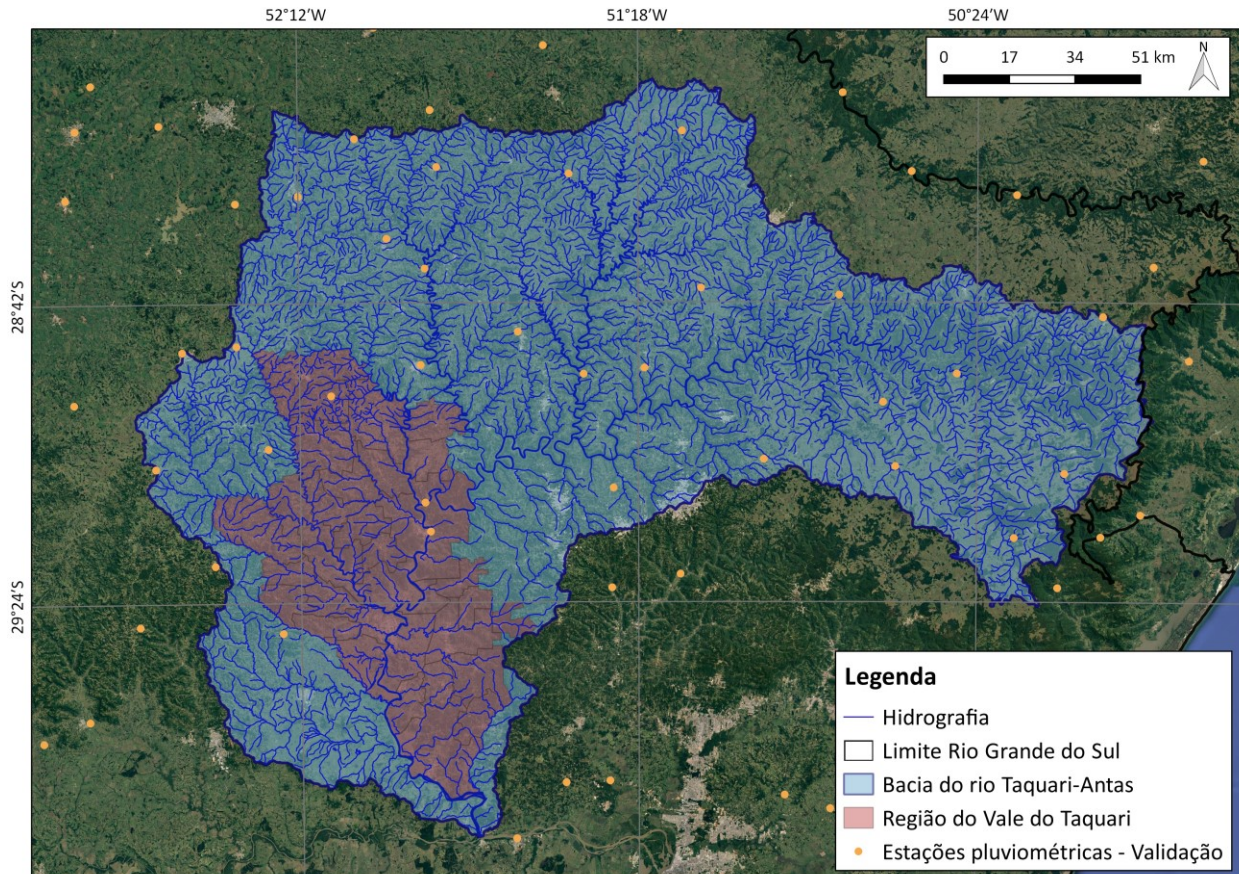 52°12'W 51°18'W 50°24'W
0 17 34 51 km
N
28°42'S
29°24'S
Legenda
Hidrografia
Limite Rio Grande do Sul
Bacia do rio Taquari-Antas
Região do Vale do Taquari
Estações pluviométricas - Validação